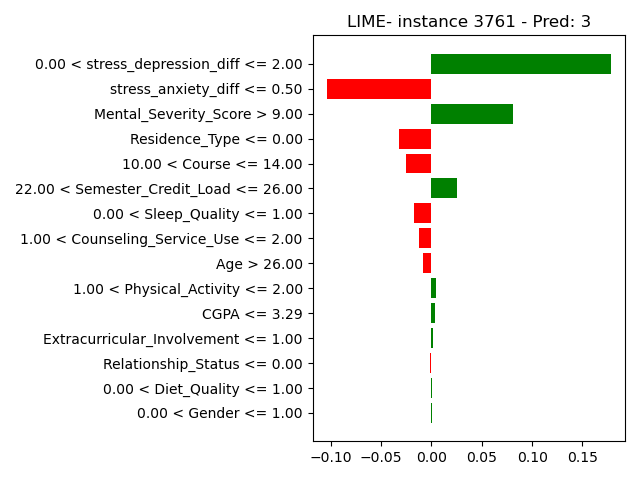 LIME- instance 3761 - Pred: 3
0.00 < stress_depression_diff <= 2.00
stress_anxiety_diff <= 0.50
Mental_Severity_Score > 9.00
Residence_Type <= 0.00
10.00 < Course <= 14.00
22.00 < Semester_Credit_Load <= 26.00
0.00 < Sleep_Quality <= 1.00
1.00 < Counseling_Service_Use <= 2.00
Age > 26.00
1.00 < Physical_Activity <= 2.00
CGPA <= 3.29
Extracurricular_Involvement <= 1.00
Relationship_Status <= 0.00
0.00 < Diet_Quality <= 1.00
0.00 < Gender <= 1.00
−0.10 −0.05 0.00 0.05 0.10 0.15